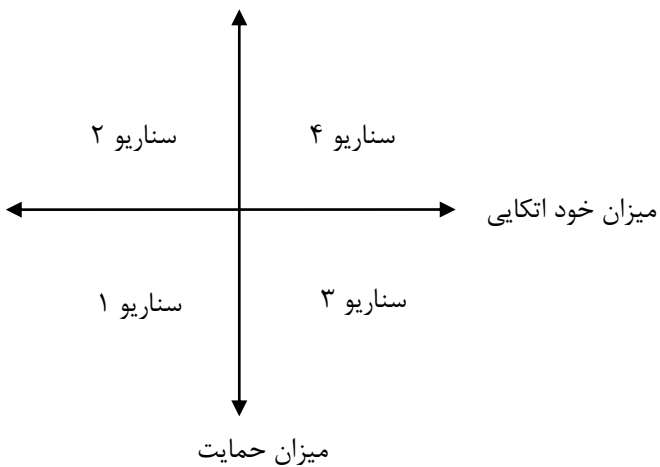 سناریو ۴
سناریو ۲
میزان خود اتکایی
سناریو ۳
سناریو ۱
میزان حمایت